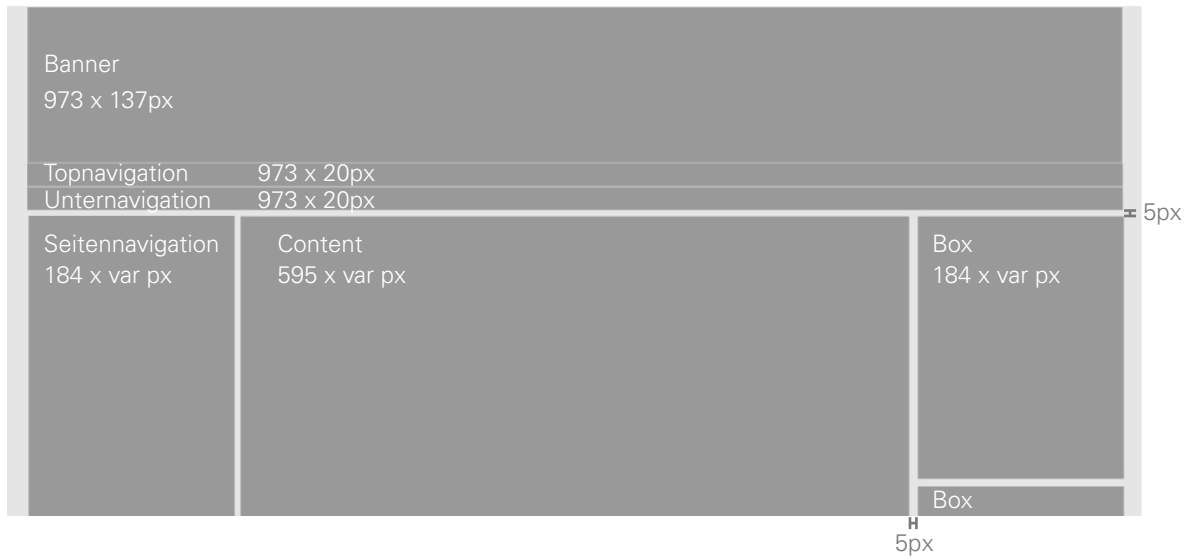 Banner
973 x 137px
Topnavigation 973 x 20px
Unternavigation 973 x 20px
5px
Seitennavigation
184 x var px
Content
595 x var px
Box
184 x var px
Box
5px